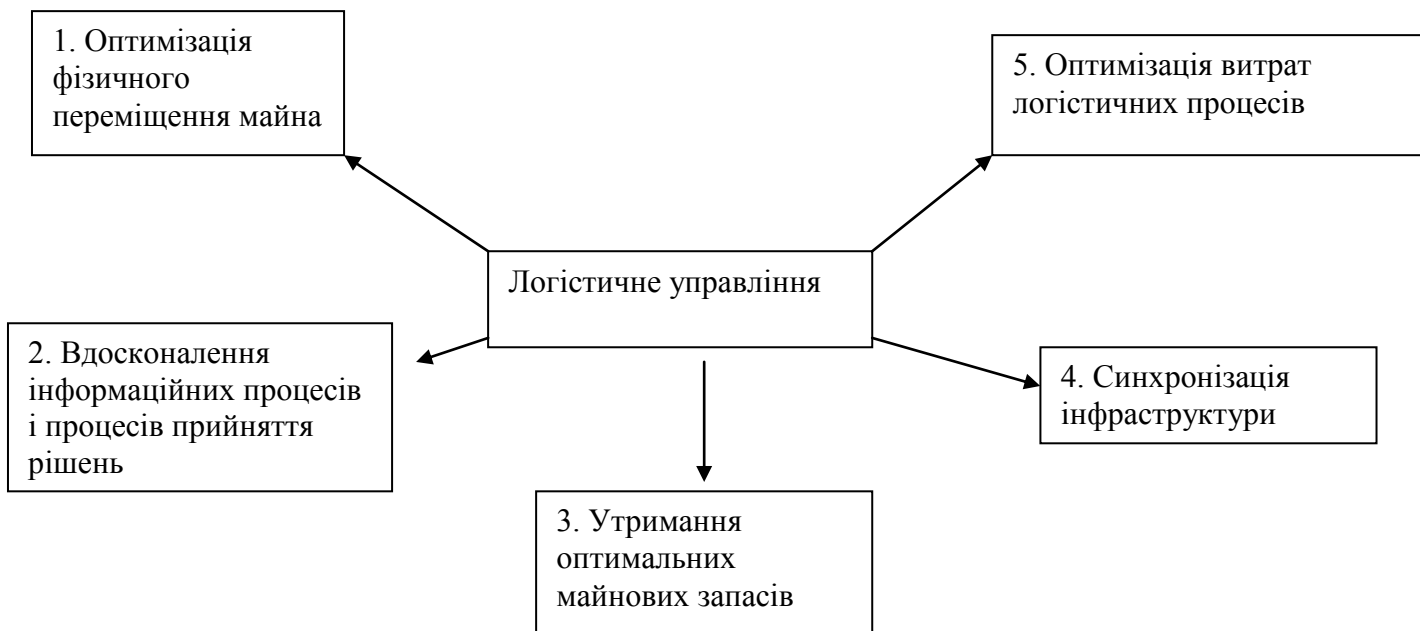 1. Оптимізація
фізичного
переміщення майна
5. Оптимізація витрат
логістичних процесів
Логістичне управління
2. Вдосконалення
інформаційних процесів
і процесів прийняття
рішень
4. Синхронізація
інфраструктури
3. Утримання
оптимальних
майнових запасів